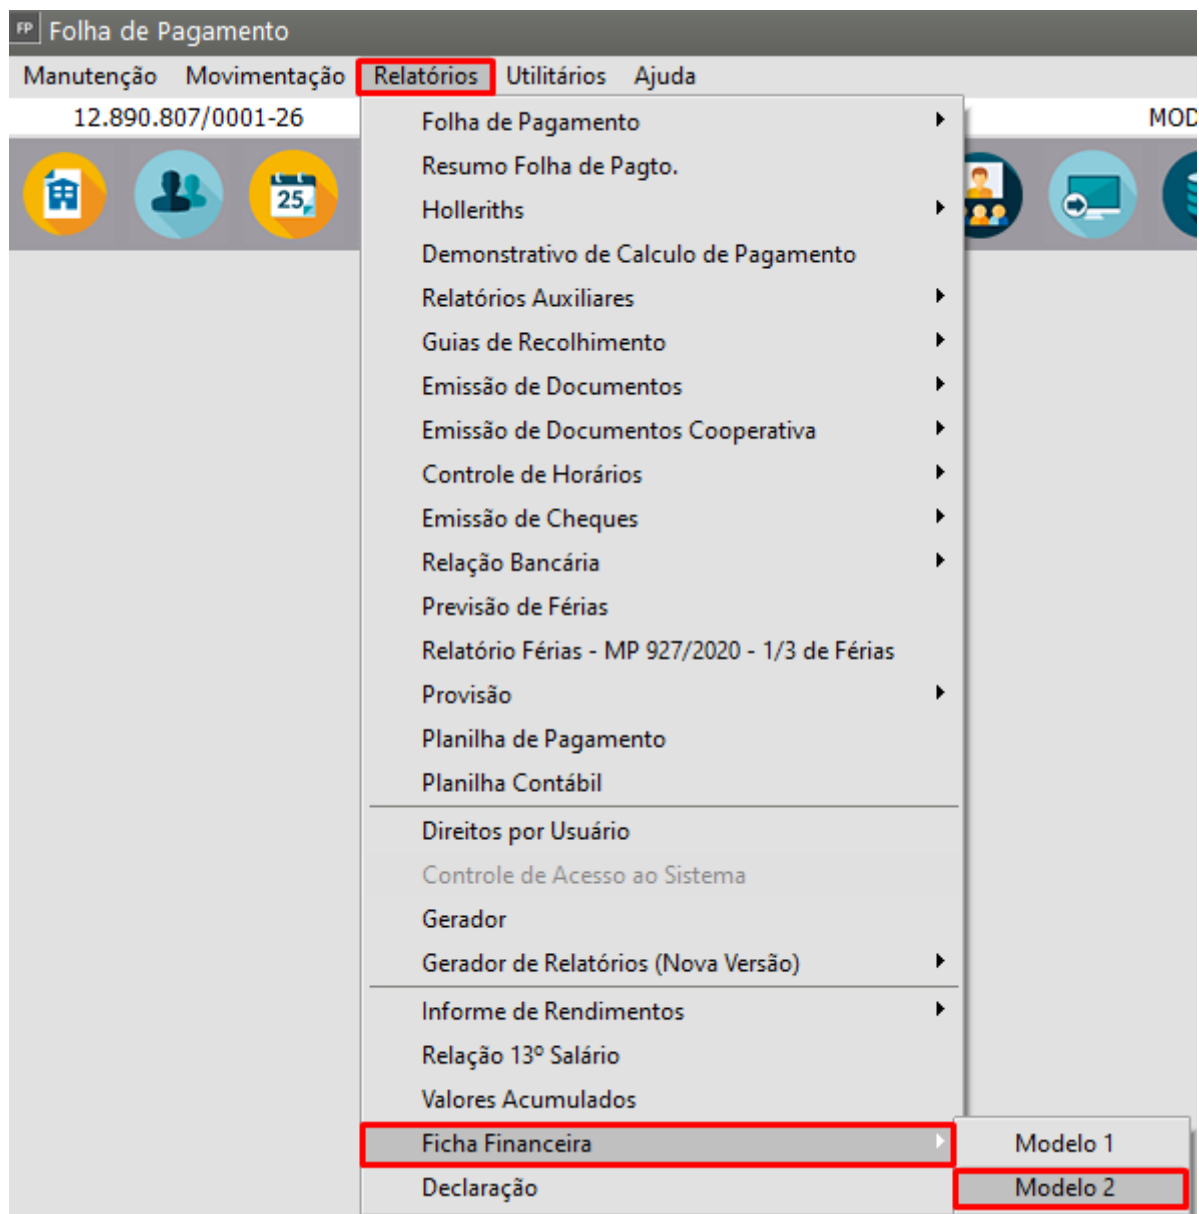 FP Folha de Pagamento
Manutenção Movimentação Relatórios Utilitários Ajuda
12.890.807/0001-26
MOD
25
Folha de Pagamento
Resumo Folha de Pagto.
Holleriths
Demonstrativo de Calculo de Pagamento
Relatórios Auxiliares
Guias de Recolhimento
Emissão de Documentos
Emissão de Documentos Cooperativa
Controle de Horários
Emissão de Cheques
Relação Bancária
Previsão de Férias
Relatório Férias - MP 927/2020 - 1/3 de Férias
Provisão
Planilha de Pagamento
Planilha Contábil
Direitos por Usuário
Controle de Acesso ao Sistema
Gerador
Gerador de Relatórios (Nova Versão)
Informe de Rendimentos
Relação 13º Salário
Valores Acumulados
Ficha Financeira
Modelo 1
Declaração
Modelo 2